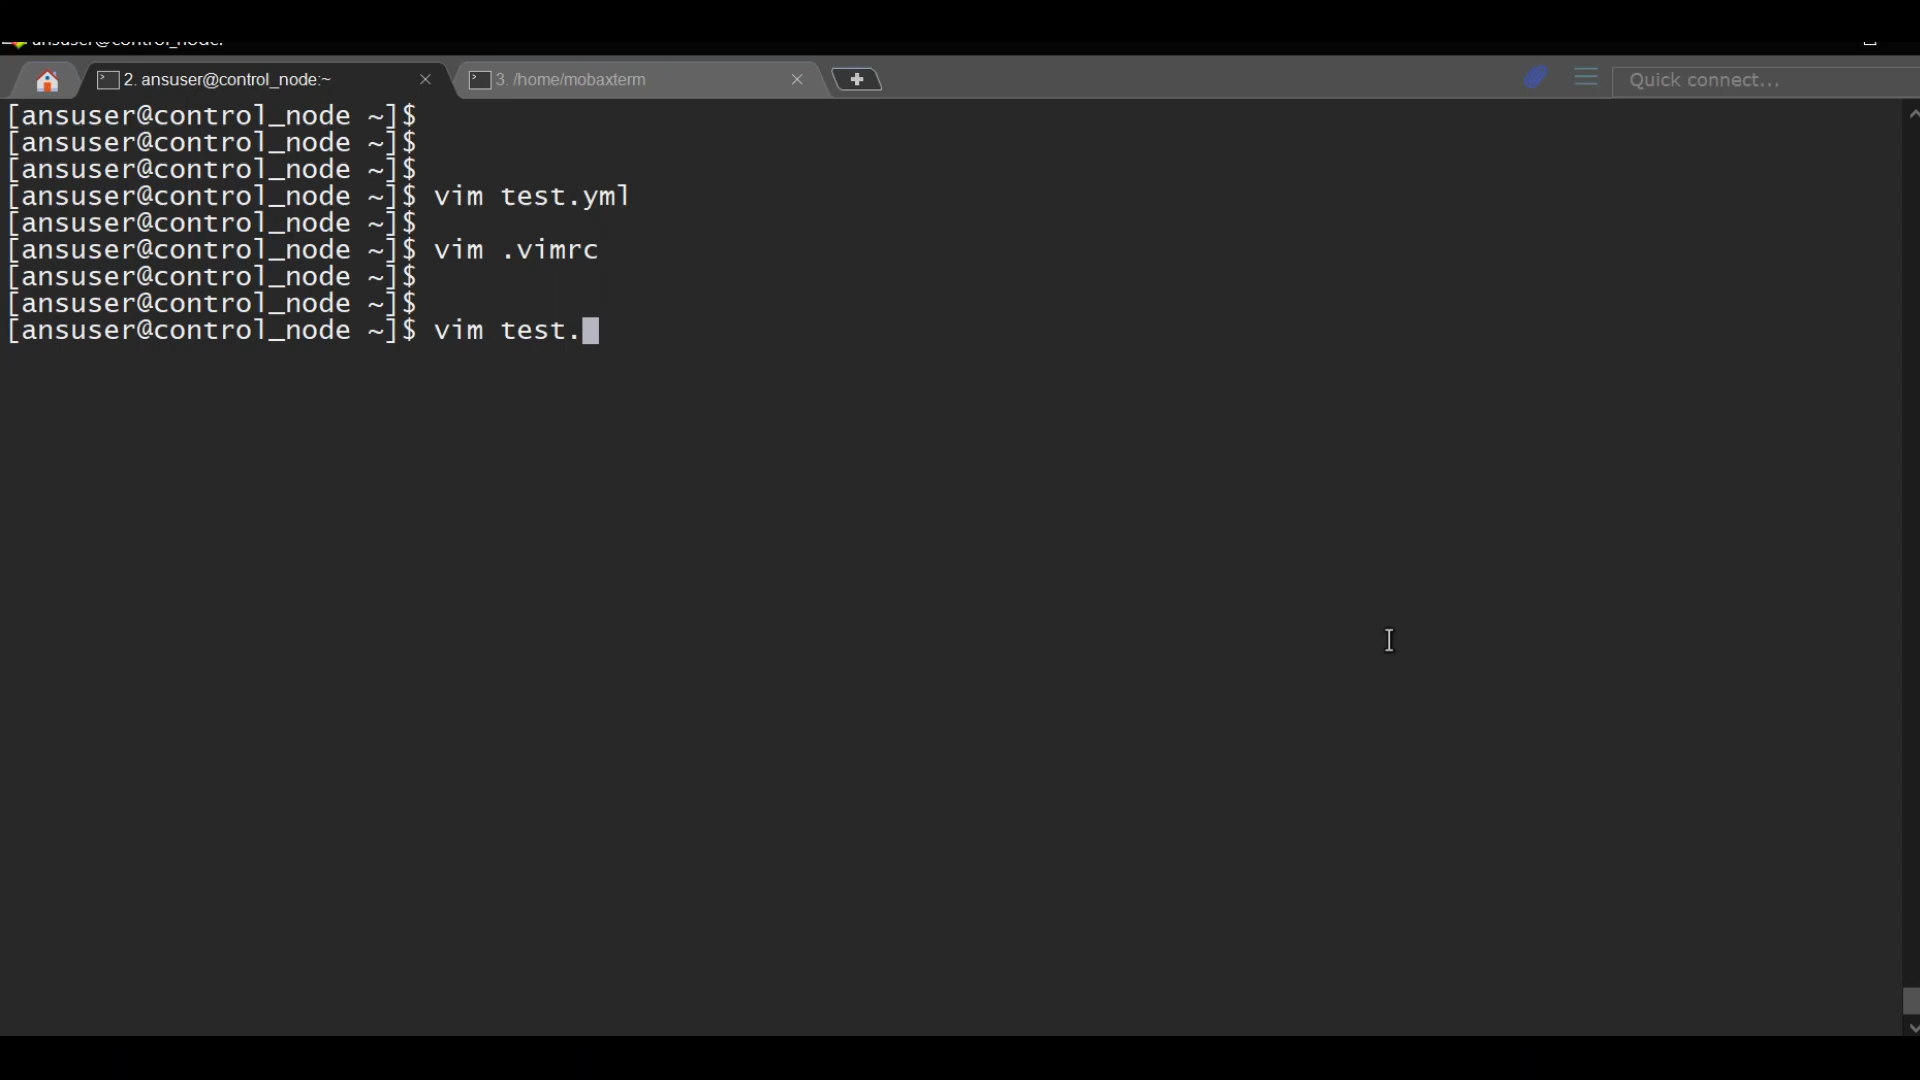 2. ansuser@control_node:~
3. /home/mobaxterm
Quick connect...
[ansuser@control_node ~]$
[ansuser@control_node ~]$
[ansuser@control_node ~]$
[ansuser@control_node ~]$ vim test.yml
[ansuser@control_node ~]$
[ansuser@control_node ~]$ vim .vimrc
[ansuser@control_node ~]$
[ansuser@control_node ~]$
[ansuser@control_node ~]$ vim test.